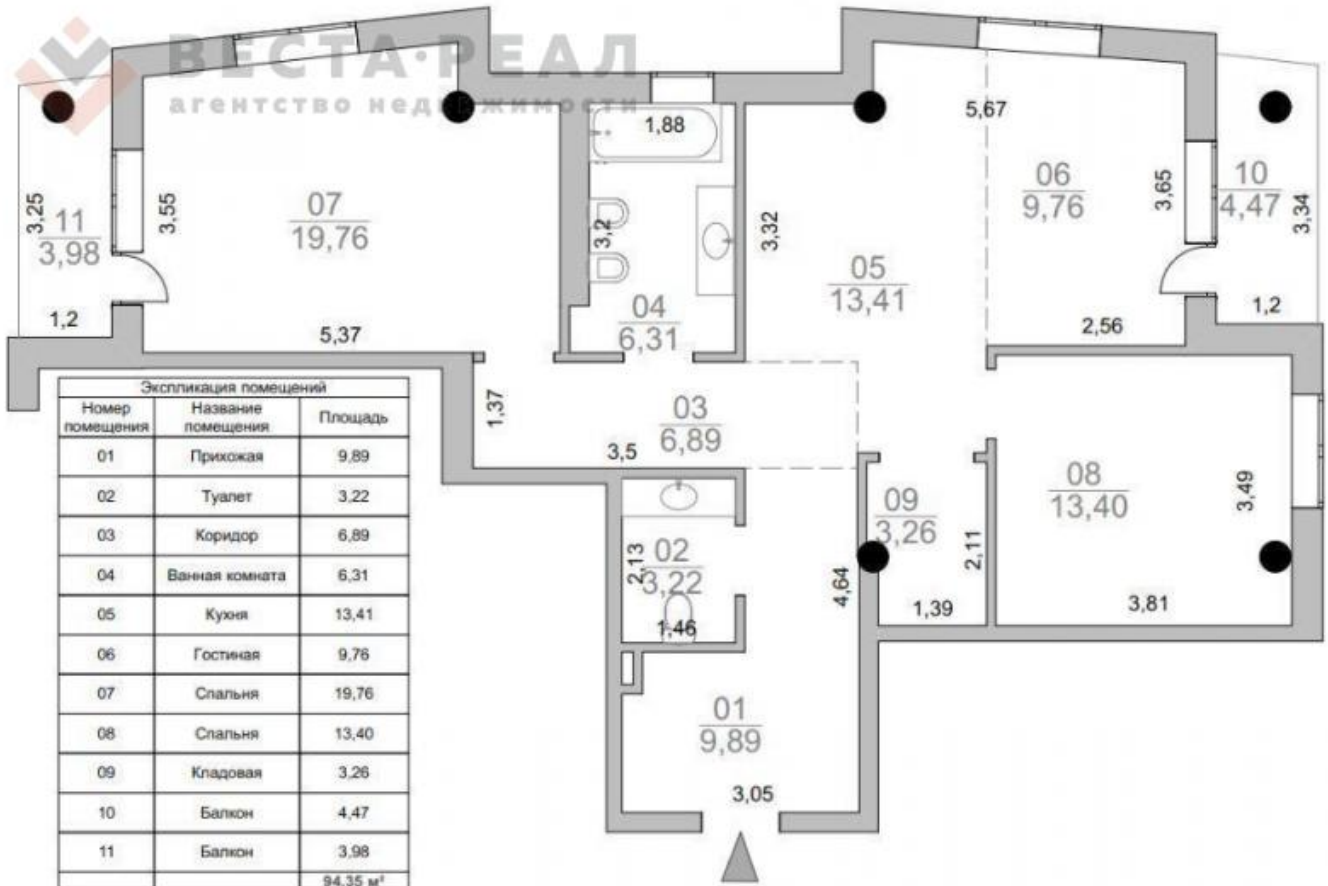 ВЕСТА·РЕАЛ
агентство недвижимости
1,88
5,67
3,25
11
3,98
3,55
07
19,76
3,2
3,32
06
9,76
3,65
10
4,47
3,34
05
13,41
04
6,31
1,2
5,37
2,56
1,2
Экспликация помещений
Номер помещения Название помещения Площадь
01 Прихожая 9,89
02 Туалет 3,22
03 Коридор 6,89
04 Ванная комната 6,31
05 Кухня 13,41
06 Гостиная 9,76
07 Спальня 19,76
08 Спальня 13,40
09 Кладовая 3,26
10 Балкон 4,47
11 Балкон 3,98
94,35 м²
1,37
03
6,89
3,5
08
13,40
3,49
09
3,26
2,11
2,13
02
3,22
4,64
1,39
3,81
1,46
01
9,89
3,05